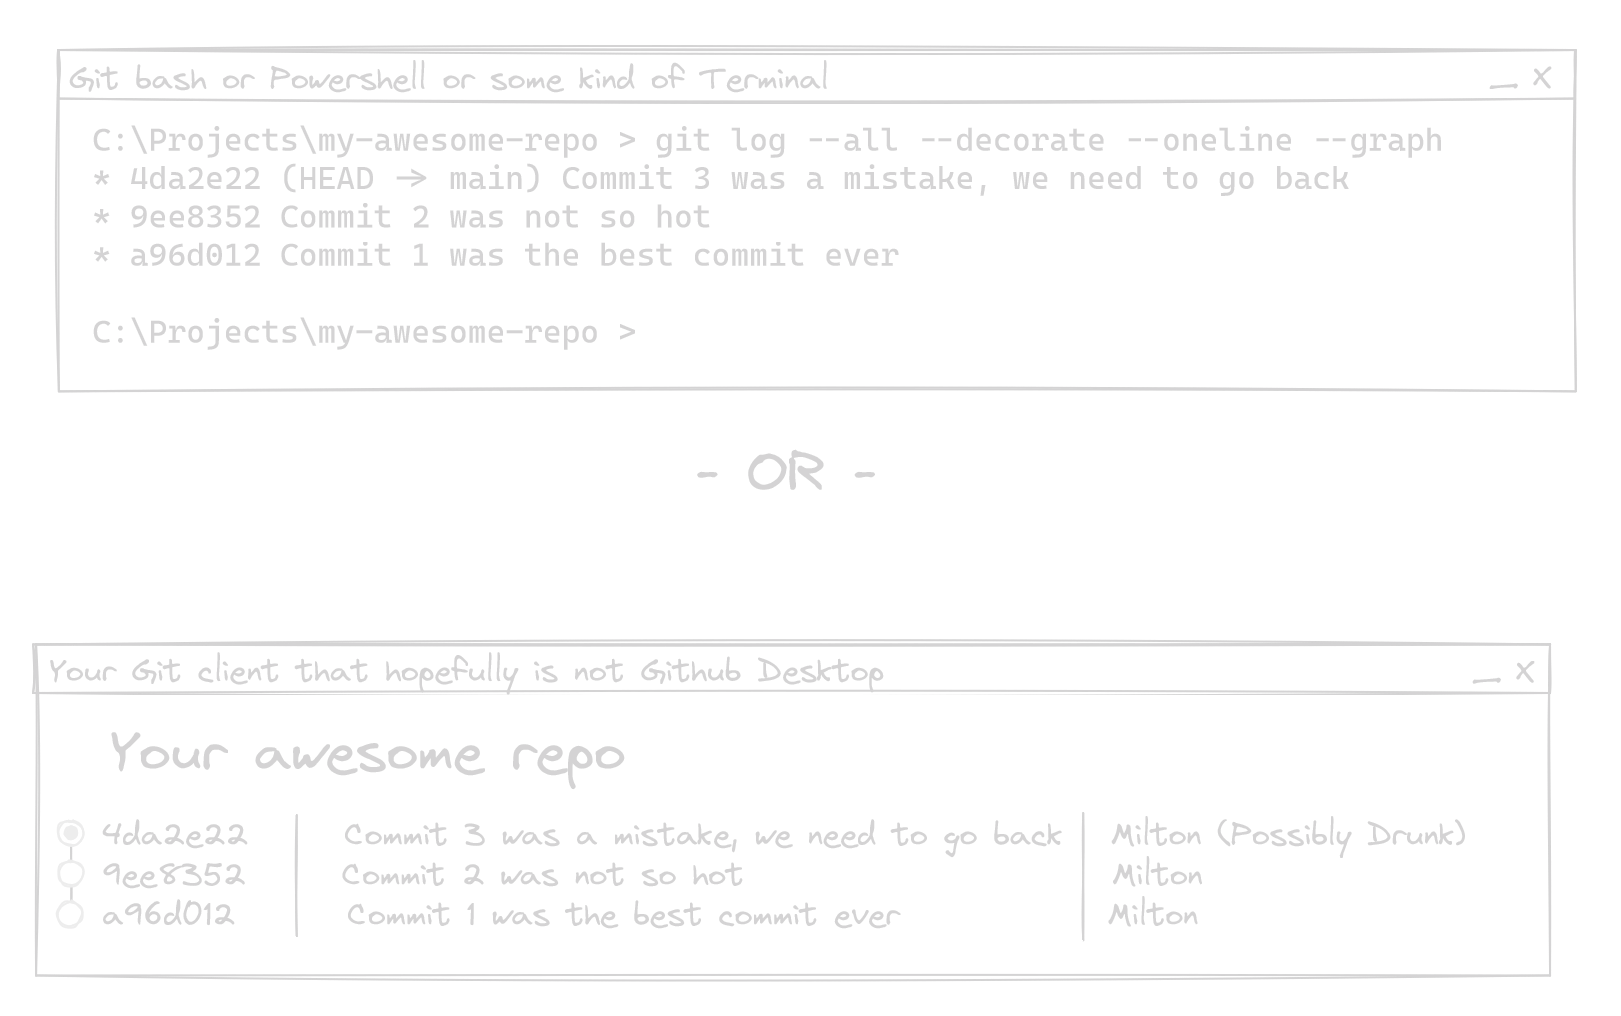 Git bash or Powershell or some kind of Terminal _ X
C:\Projects\my-awesome-repo > git log --all --decorate --oneline --graph
* 4da2e22 (HEAD -> main) Commit 3 was a mistake, we need to go back
* 9ee8352 Commit 2 was not so hot
* a96d012 Commit 1 was the best commit ever
C:\Projects\my-awesome-repo >
- OR -
Your Git client that hopefully is not Github Desktop _ X
Your awesome repo
4da2e22 Commit 3 was a mistake, we need to go back Milton (Possibly Drunk)
9ee8352 Commit 2 was not so hot Milton
a96d012 Commit 1 was the best commit ever Milton